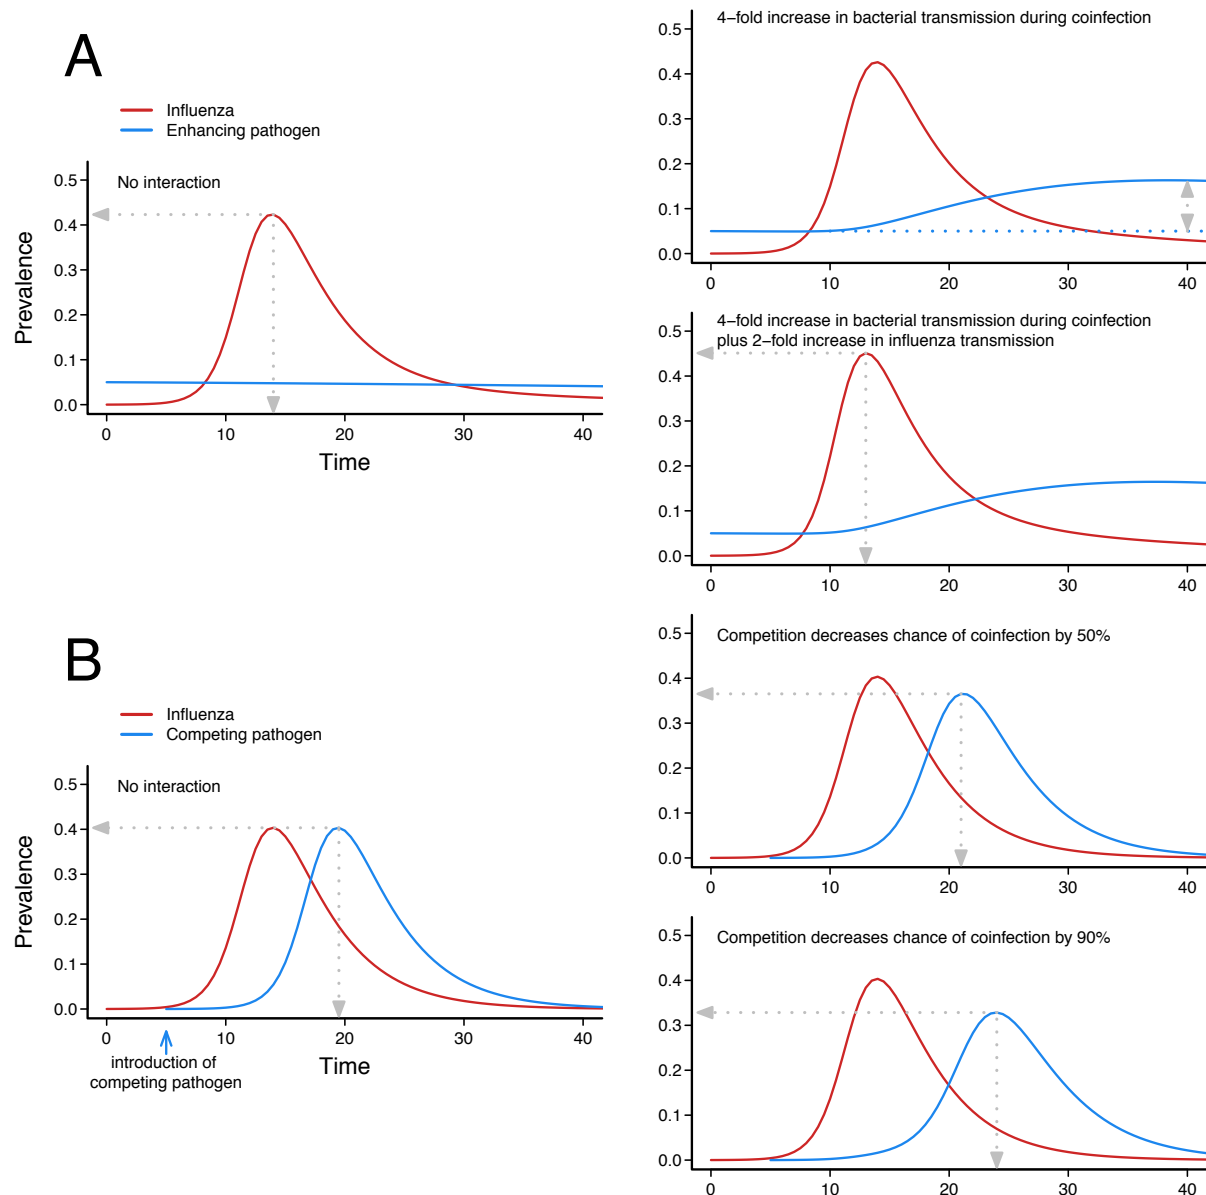 A
Influenza
Enhancing pathogen
No interaction
Prevalence
0.5
0.4
0.3
0.2
0.1
0.0
0 10 20 30 40
Time
4−fold increase in bacterial transmission during coinfection
0.5
0.4
0.3
0.2
0.1
0.0
0 10 20 30 40
4−fold increase in bacterial transmission during coinfection
plus 2−fold increase in influenza transmission
0.5
0.4
0.3
0.2
0.1
0.0
0 10 20 30 40
B
Influenza
Competing pathogen
No interaction
Prevalence
0.5
0.4
0.3
0.2
0.1
0.0
0 10 20 30 40
introduction of
competing pathogen
Time
Competition decreases chance of coinfection by 50%
0.5
0.4
0.3
0.2
0.1
0.0
0 10 20 30 40
Competition decreases chance of coinfection by 90%
0.5
0.4
0.3
0.2
0.1
0.0
0 10 20 30 40